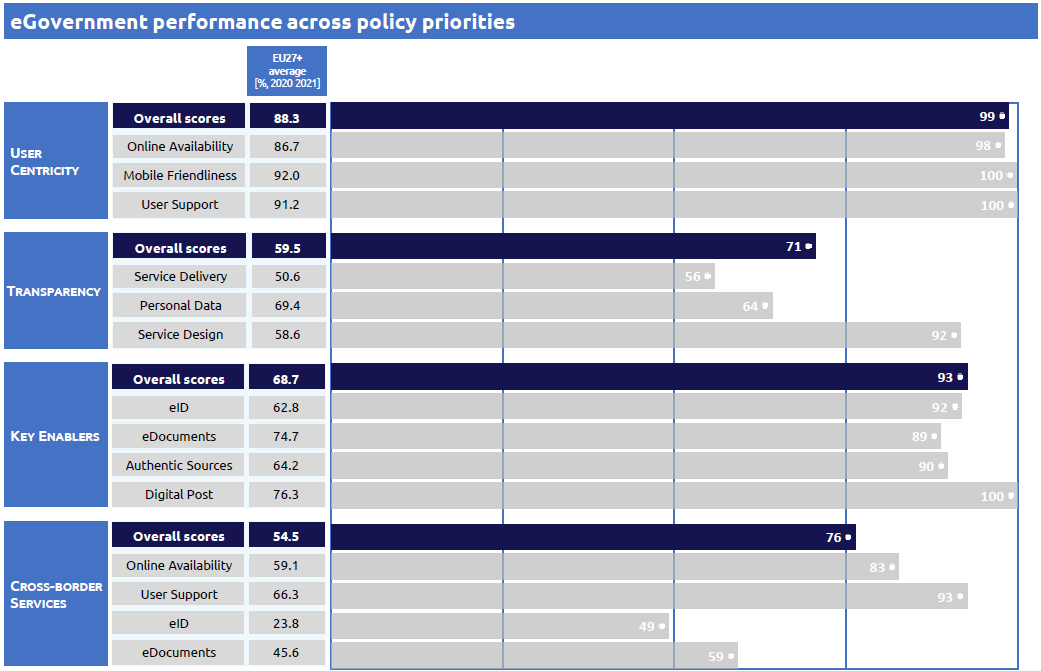 eGovernment performance across policy priorities
EU27+
average
[%, 2020 2021]
USER
CENTRICITY
Overall scores 88.3 99
Online Availability 86.7 98
Mobile Friendliness 92.0 100
User Support 91.2 100
TRANSPARENCY
Overall scores 59.5 71
Service Delivery 50.6 56
Personal Data 69.4 64
Service Design 58.6 92
KEY ENABLERS
Overall scores 68.7 93
eID 62.8 92
eDocuments 74.7 89
Authentic Sources 64.2 90
Digital Post 76.3 100
CROSS-BORDER
SERVICES
Overall scores 54.5 76
Online Availability 59.1 83
User Support 66.3 93
eID 23.8 49
eDocuments 45.6 59